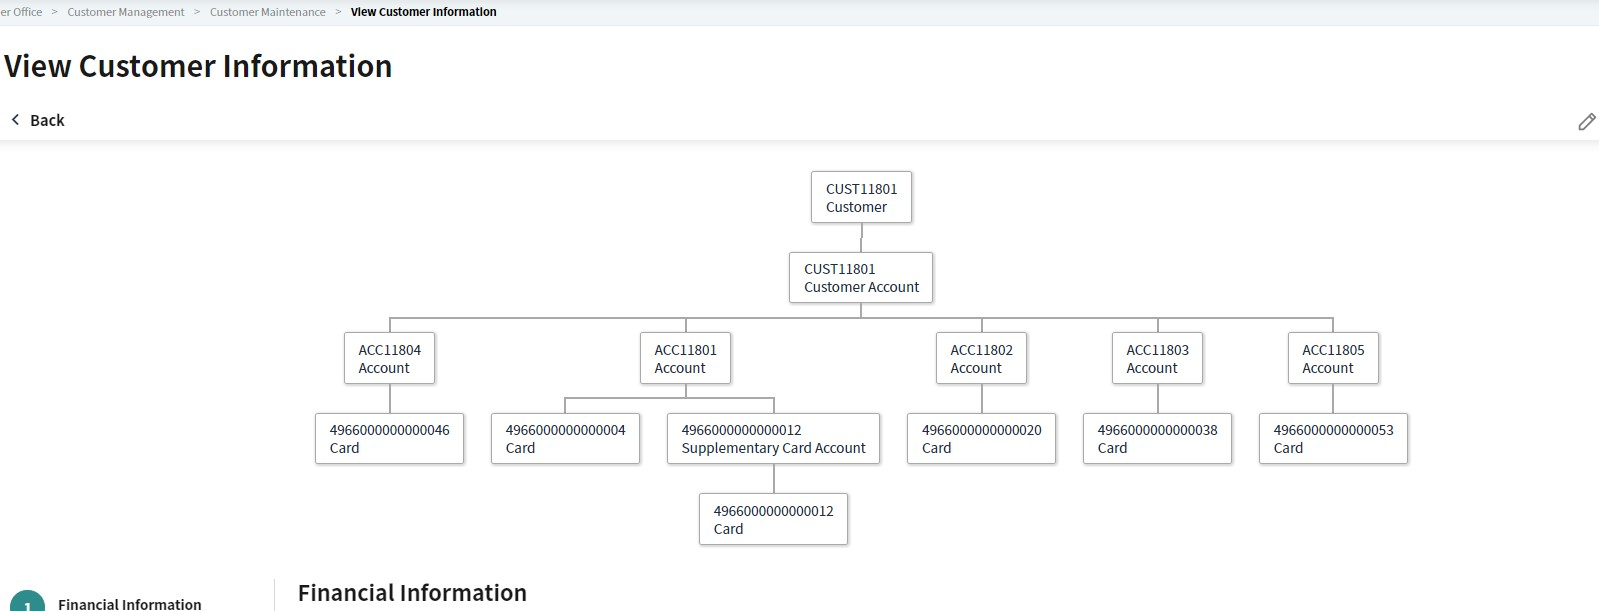 er Office > Customer Management > Customer Maintenance > View Customer Information
View Customer Information
Back
CUST11801
Customer
CUST11801
Customer Account
ACC11804
Account
ACC11801
Account
ACC11802
Account
ACC11803
Account
ACC11805
Account
4966000000000046
Card
4966000000000004
Card
4966000000000012
Supplementary Card Account
4966000000000020
Card
4966000000000038
Card
4966000000000053
Card
4966000000000012
Card
1
Financial Information
Financial Information